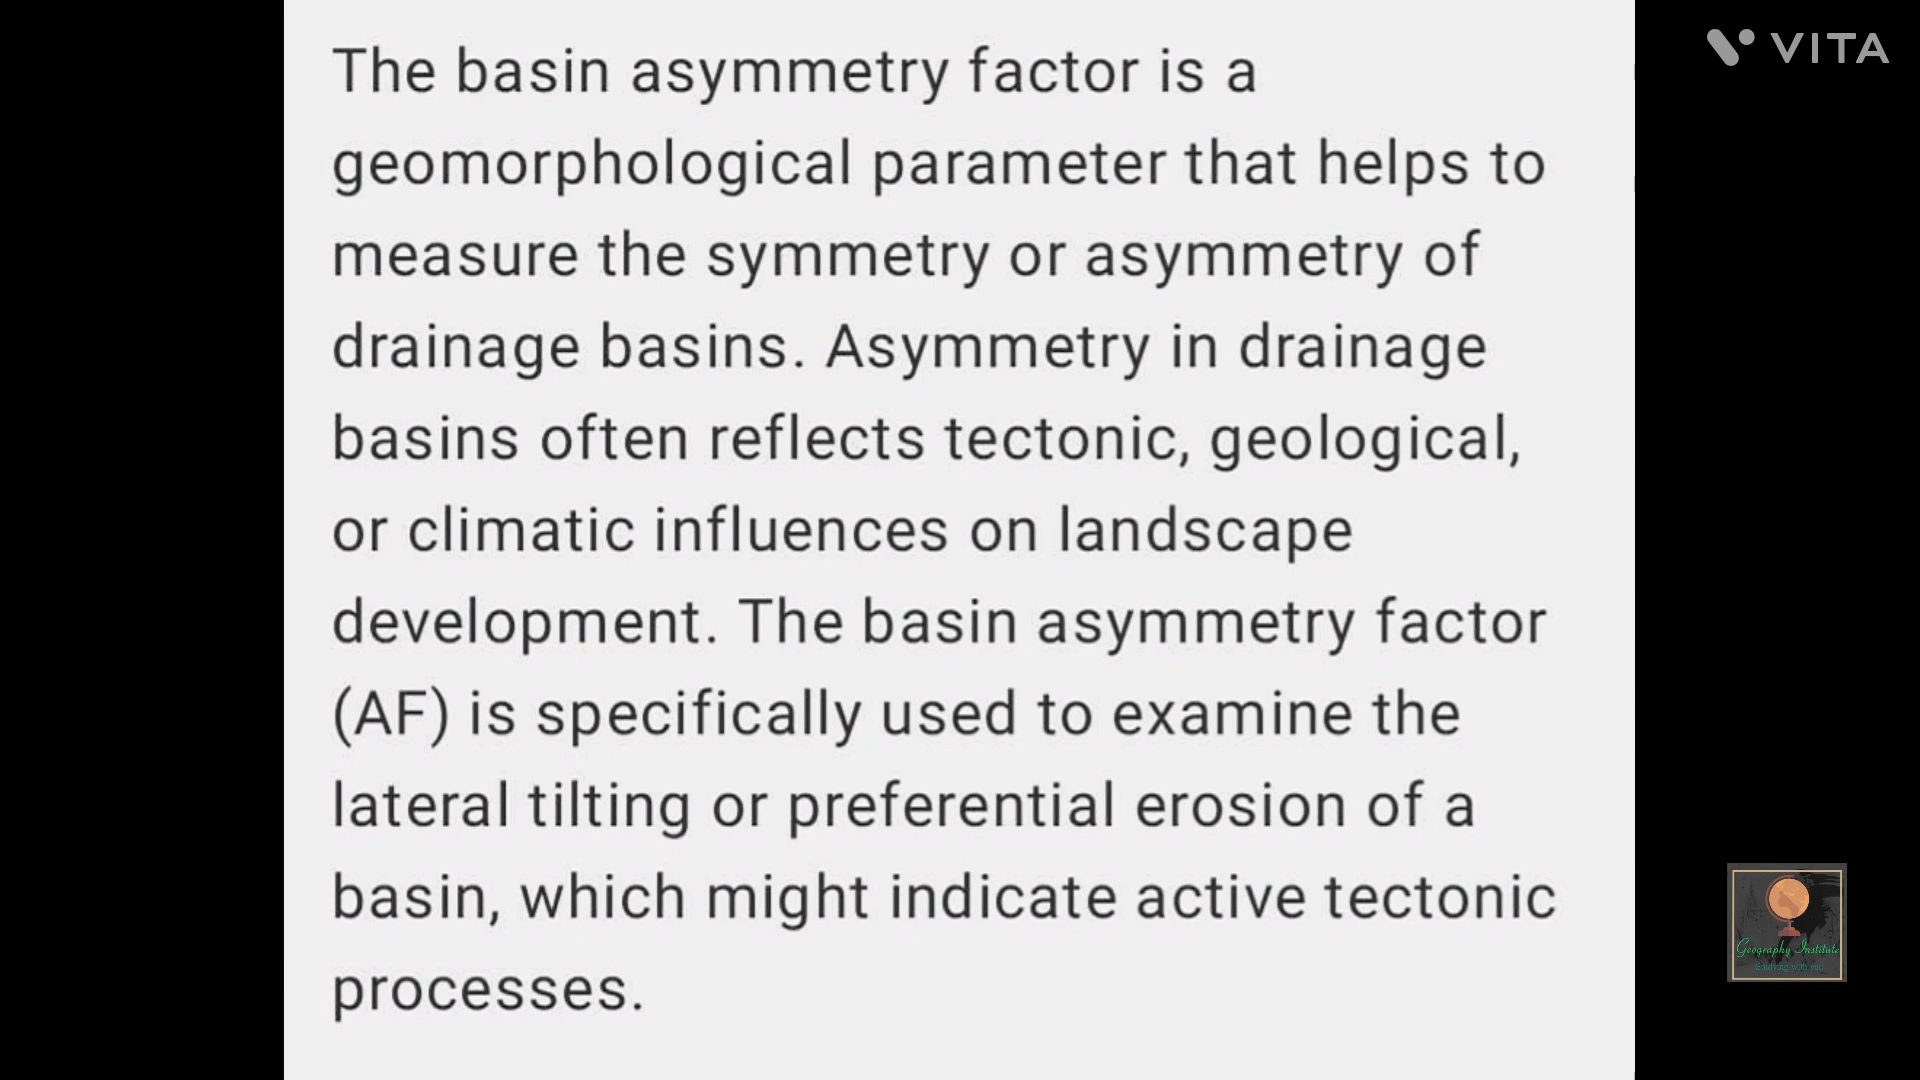 The basin asymmetry factor is a
geomorphological parameter that helps to
measure the symmetry or asymmetry of
drainage basins. Asymmetry in drainage
basins often reflects tectonic, geological,
or climatic influences on landscape
development. The basin asymmetry factor
(AF) is specifically used to examine the
lateral tilting or preferential erosion of a
basin, which might indicate active tectonic
processes.
VITA
Geography Institute
Studying with you